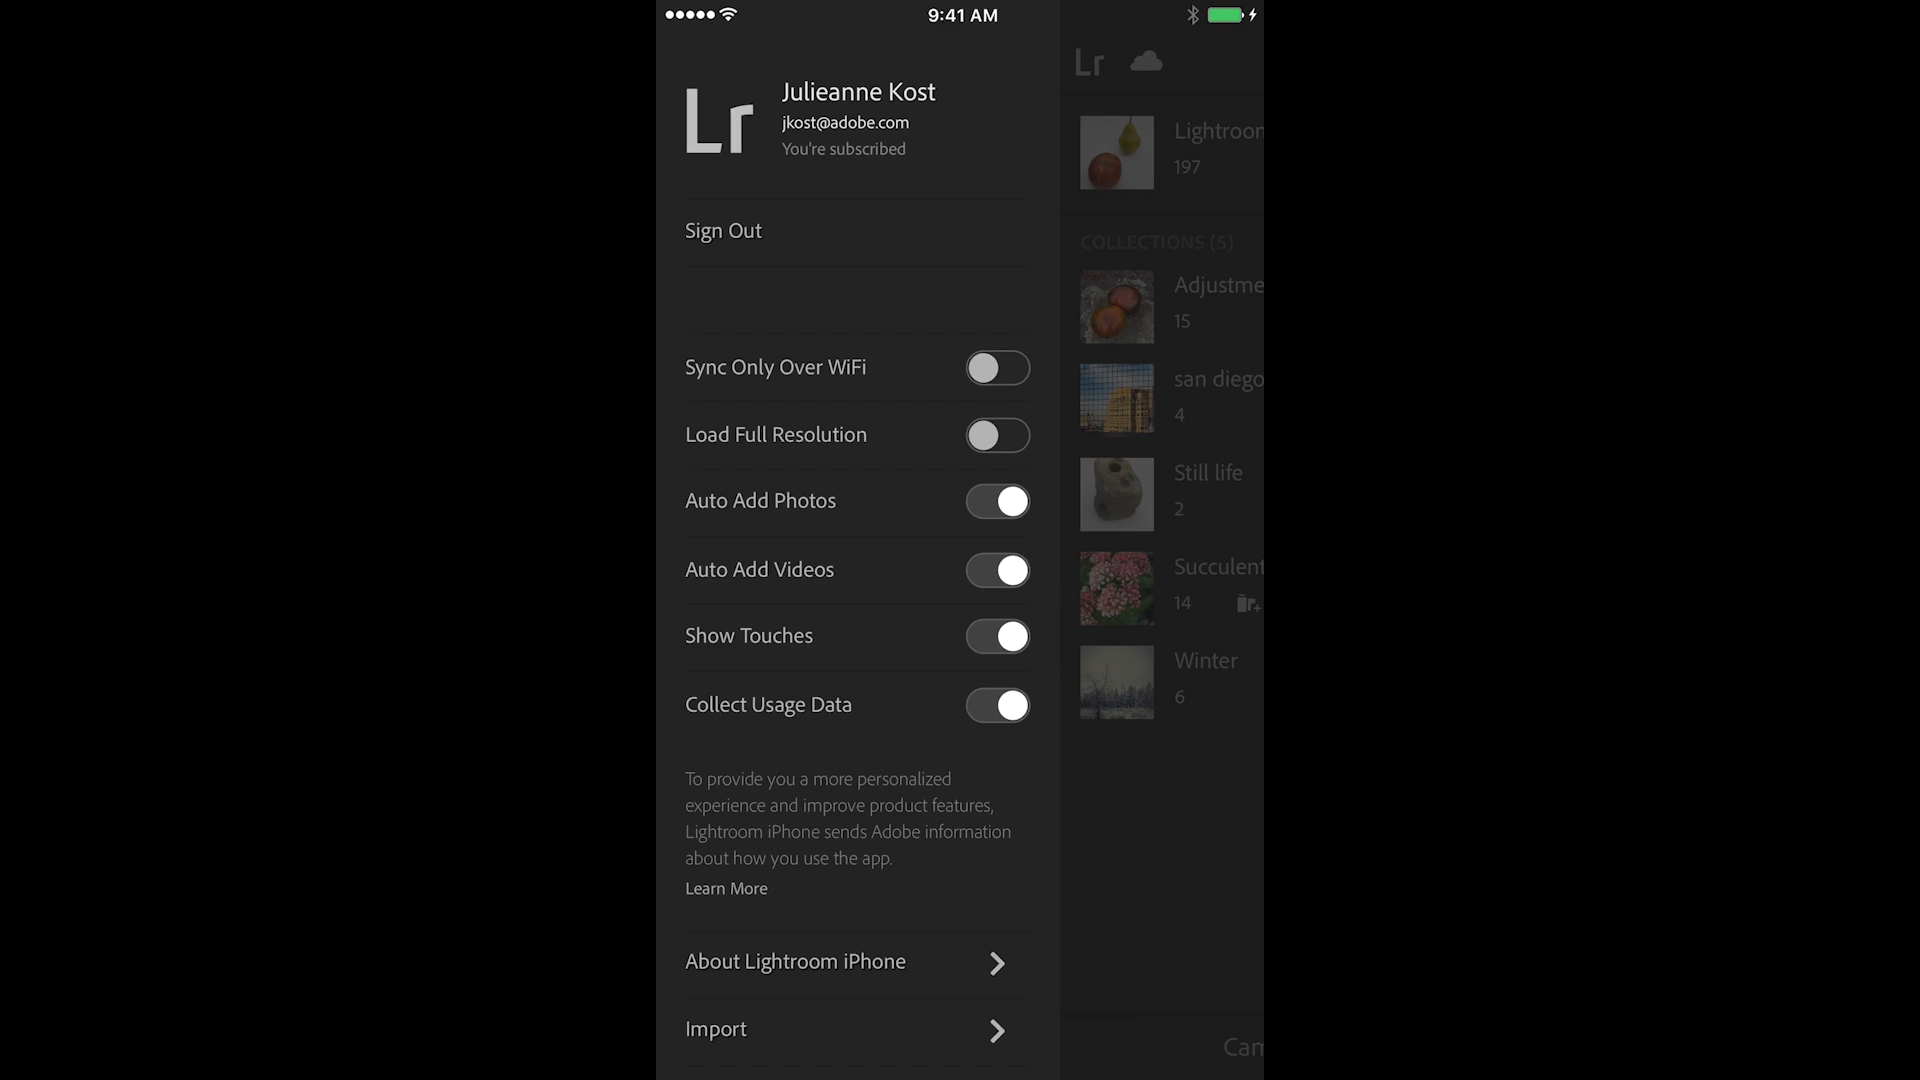 9:41 AM
Lr
Julieanne Kost
jkost@adobe.com
You're subscribed
Sign Out
Sync Only Over WiFi
Load Full Resolution
Auto Add Photos
Auto Add Videos
Show Touches
Collect Usage Data
To provide you a more personalized
experience and improve product features,
Lightroom iPhone sends Adobe information
about how you use the app.
Learn More
About Lightroom iPhone
Import
Lr
Lightroom
197
COLLECTIONS (5)
Adjustme
15
san diego
4
Still life
2
Succulent
14
Winter
6
Cam